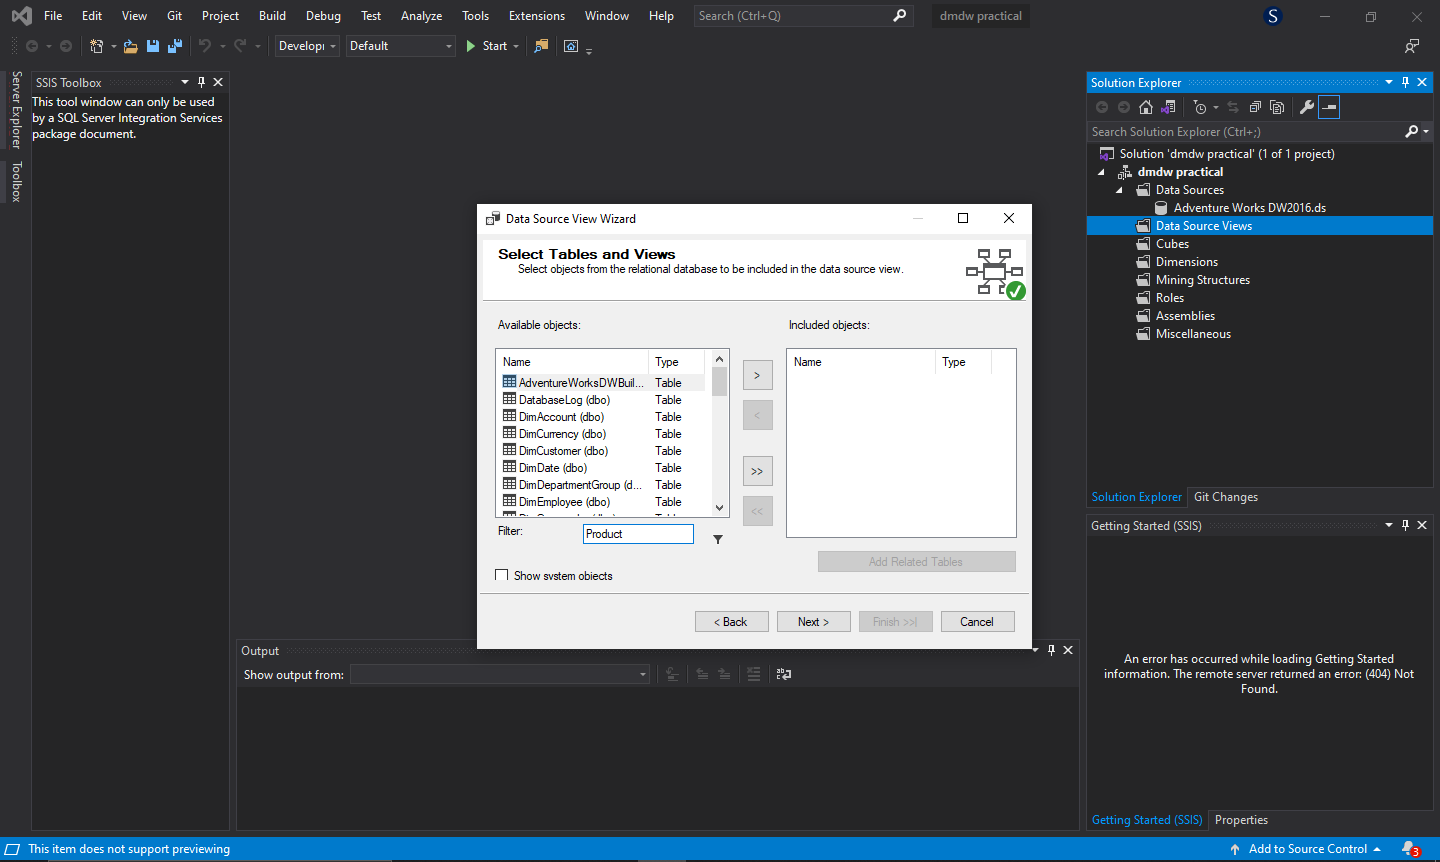 File Edit View Git Project Build Debug Test Analyze Tools Extensions Window Help Search (Ctrl+Q) dmdw practical S
Developr Default Start
Server Explorer
Toolbox
SSIS Toolbox
This tool window can only be used
by a SQL Server Integration Services
package document.
Data Source View Wizard
Select Tables and Views
Select objects from the relational database to be included in the data source view.
Available objects:
Name Type
AdventureWorksDWBuil... Table
DatabaseLog (dbo) Table
DimAccount (dbo) Table
DimCurrency (dbo) Table
DimCustomer (dbo) Table
DimDate (dbo) Table
DimDepartmentGroup (d... Table
DimEmployee (dbo) Table
Filter: Product
Show system objects
>
<
>>
<<
Included objects:
Name Type
Add Related Tables
< Back Next > Finish >>| Cancel
Output
Show output from:
Solution Explorer
Search Solution Explorer (Ctrl+;)
Solution 'dmdw practical' (1 of 1 project)
dmdw practical
Data Sources
Adventure Works DW2016.ds
Data Source Views
Cubes
Dimensions
Mining Structures
Roles
Assemblies
Miscellaneous
Solution Explorer Git Changes
Getting Started (SSIS)
An error has occurred while loading Getting Started
information. The remote server returned an error: (404) Not
Found.
Getting Started (SSIS) Properties
This item does not support previewing Add to Source Control 3